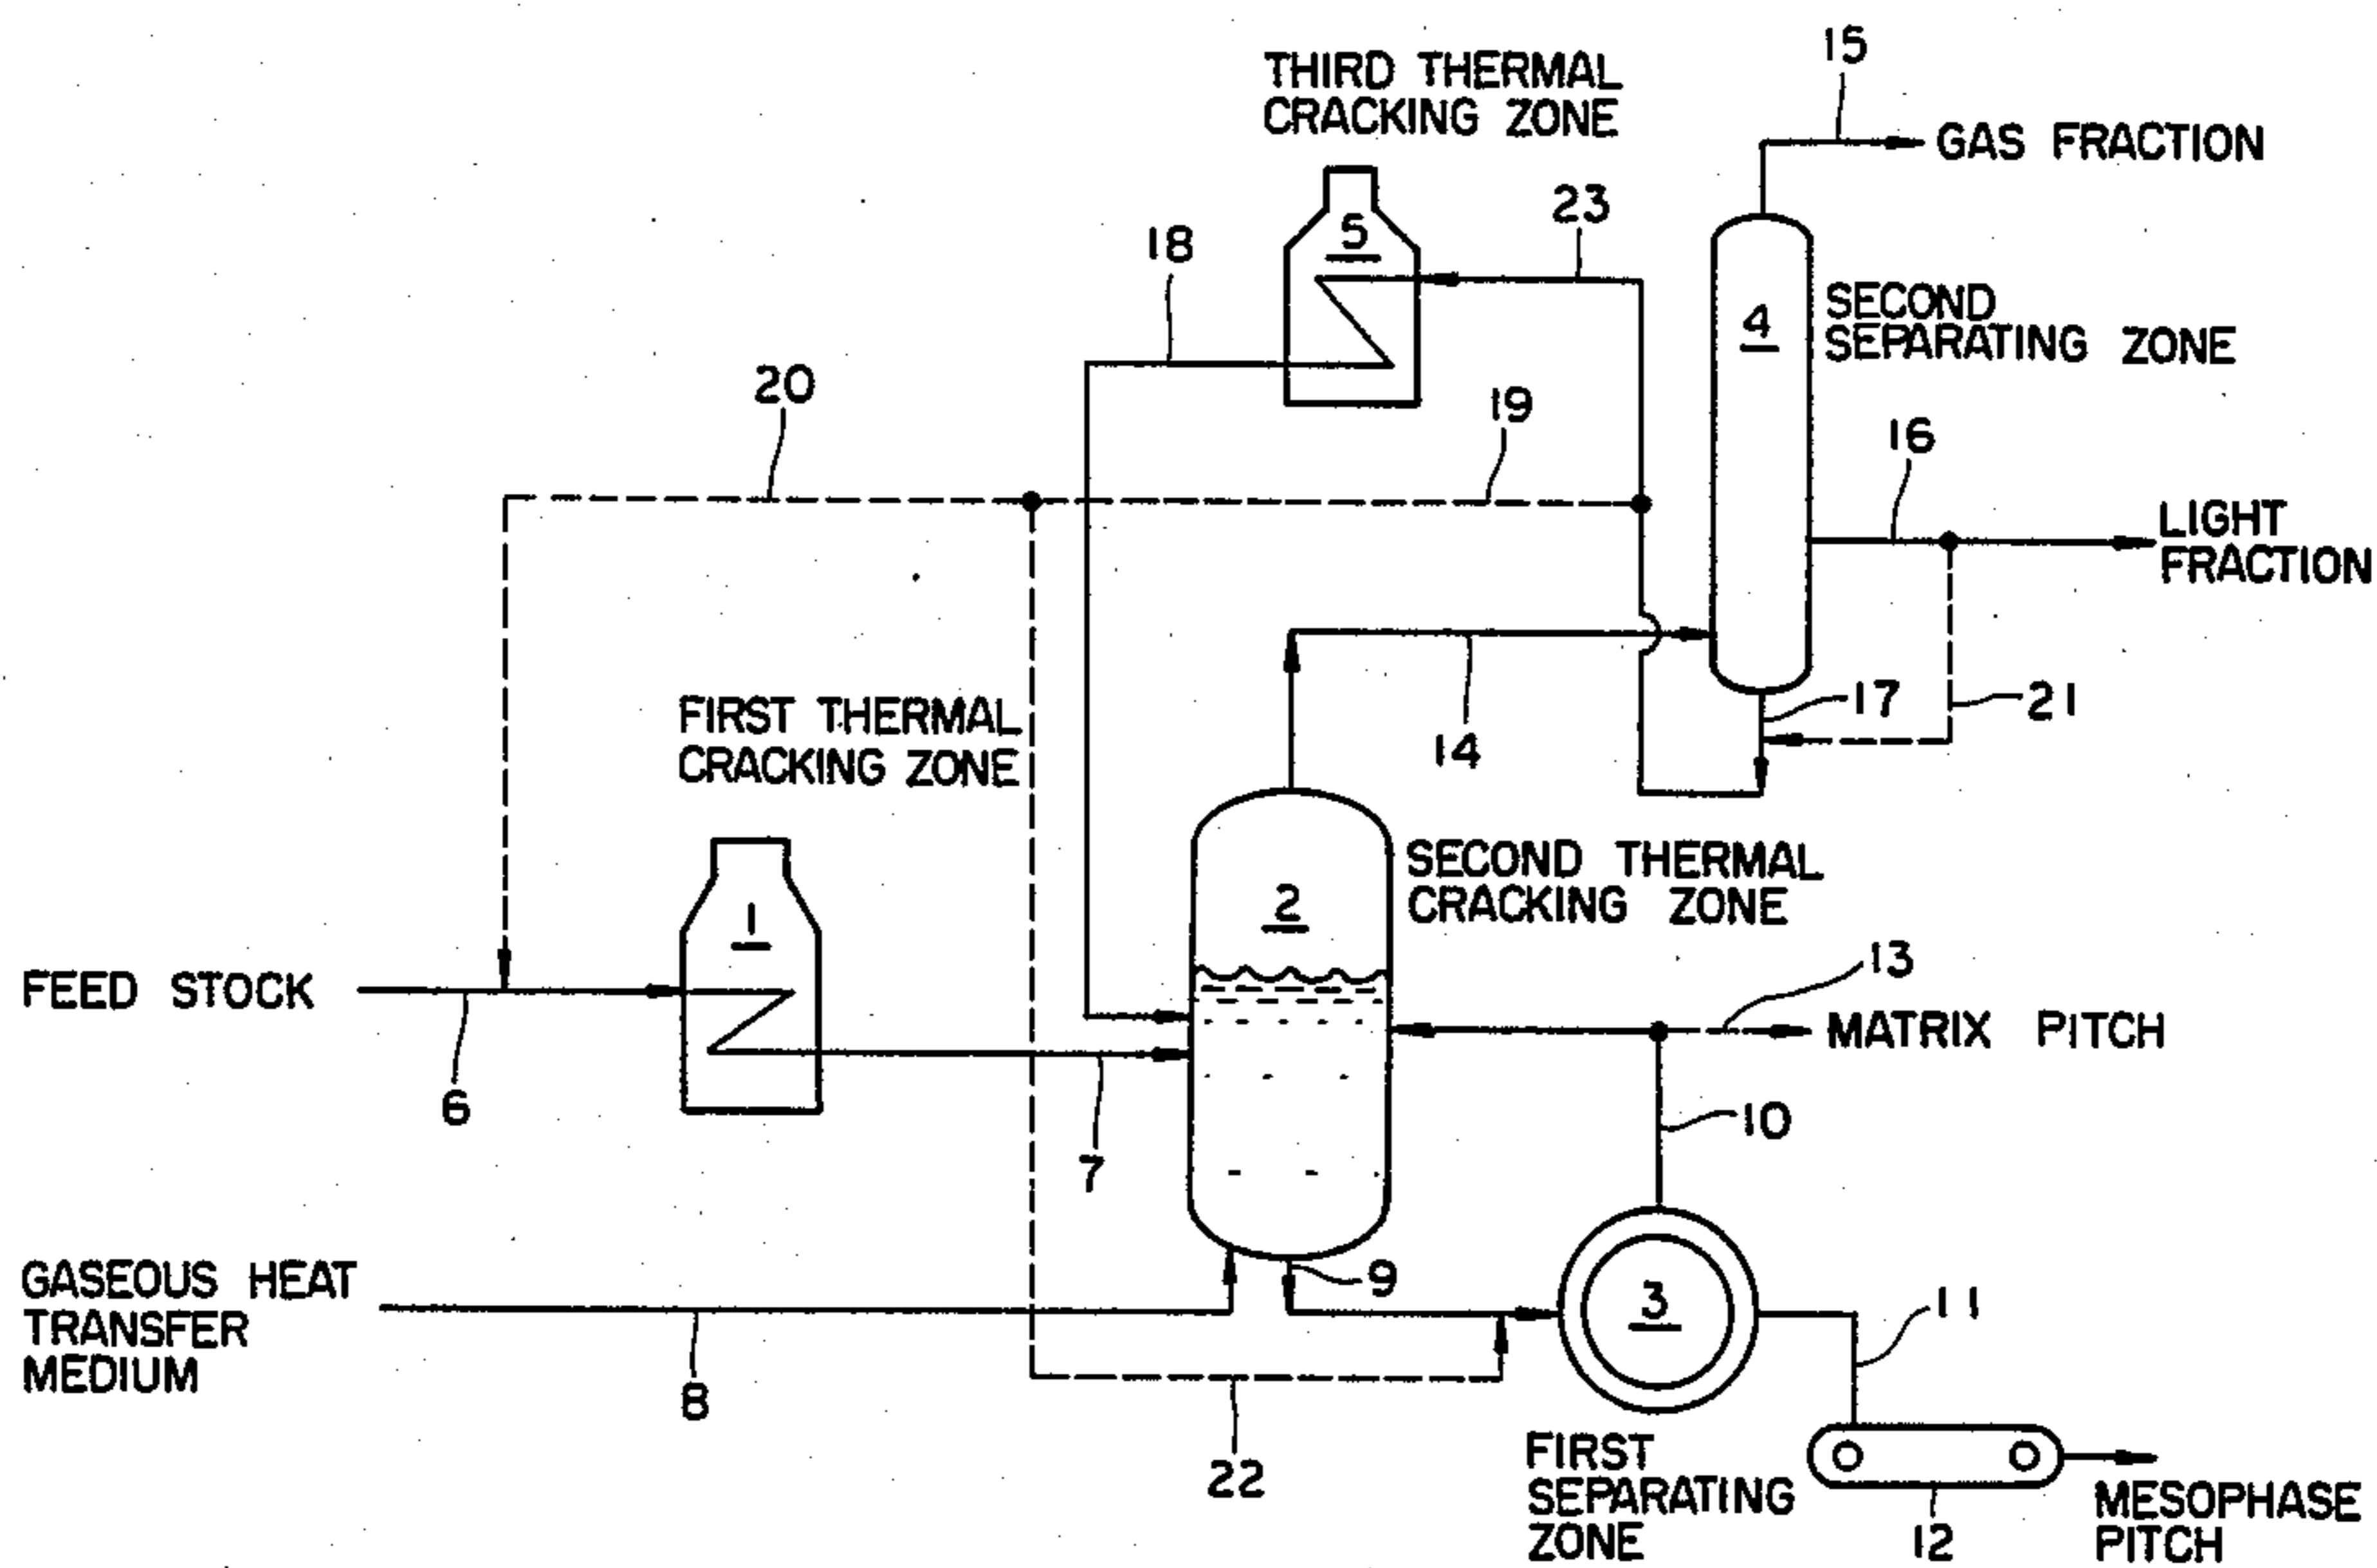 15
THIRD THERMAL
CRACKING ZONE
GAS FRACTION
23
5
18
SECOND
SEPARATING ZONE
4
20
19
16
LIGHT
FRACTION
17
21
FIRST THERMAL
CRACKING ZONE
14
SECOND THERMAL
CRACKING ZONE
2
1
13
FEED STOCK
MATRIX PITCH
6
10
7
GASEOUS HEAT
TRANSFER
MEDIUM
9
3
11
8
22
FIRST
SEPARATING
ZONE
12
MESOPHASE
PITCH